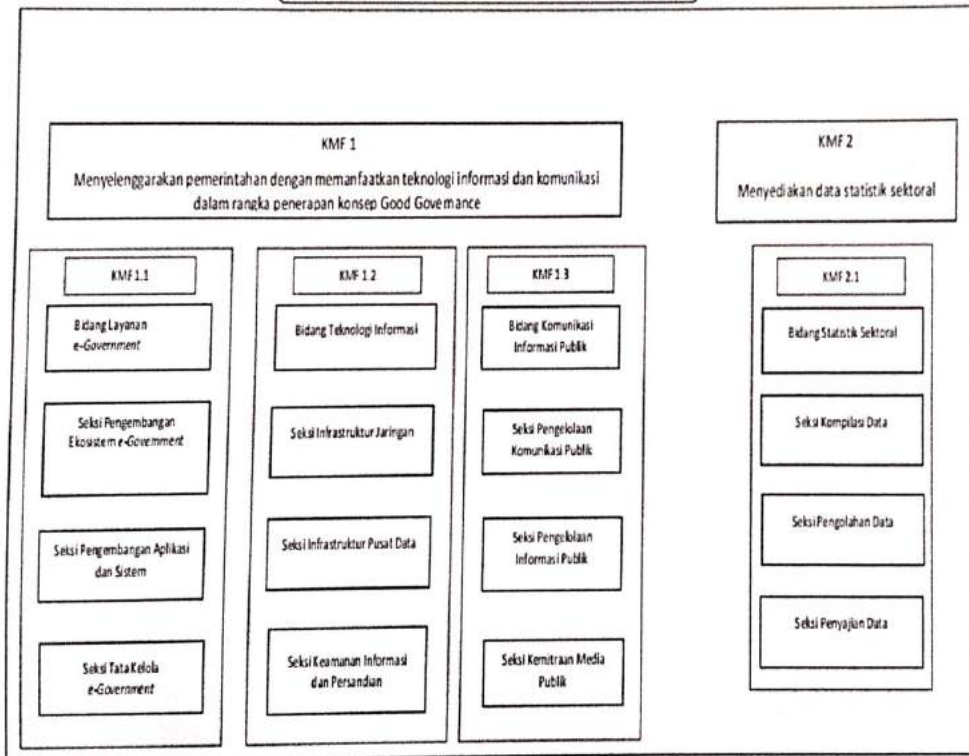 KMF 1
Menyelenggarakan pemerintahan dengan memanfaatkan teknologi informasi dan komunikasi
dalam rangka penerapan konsep Good Governance
KMF 2
Menyediakan data statistik sektoral
KMF 1.1
Bidang Layanan
e-Government
Seksi Pengembangan
Ekosistem e-Government
Seksi Pengembangan Aplikasi
dan Sistem
Seksi Tata Kelola
e-Government
KMF 1.2
Bidang Teknologi Informasi
Seksi Infrastruktur Jaringan
Seksi Infrastruktur Pusat Data
Seksi Keamanan Informasi
dan Persandian
KMF 1.3
Bidang Komunikasi
Informasi Publik
Seksi Pengelolaan
Komunikasi Publik
Seksi Pengelolaan
Informasi Publik
Seksi Kemitraan Media
Publik
KMF 2.1
Bidang Statistik Sektoral
Seksi Kompilasi Data
Seksi Pengolahan Data
Seksi Penyajian Data